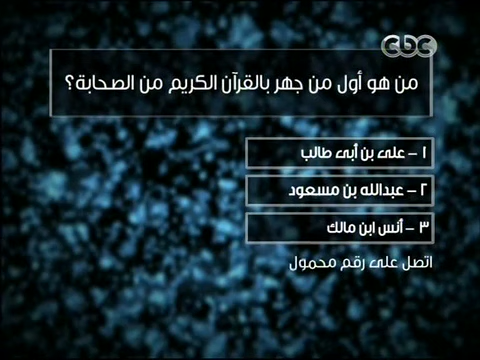 cbc
من هو أول من جهر بالقرآن الكريم من الصحابة؟
١ - على بن أبى طالب
٢ - عبدالله بن مسعود
٣ - أنس ابن مالك
اتصل على رقم محمول